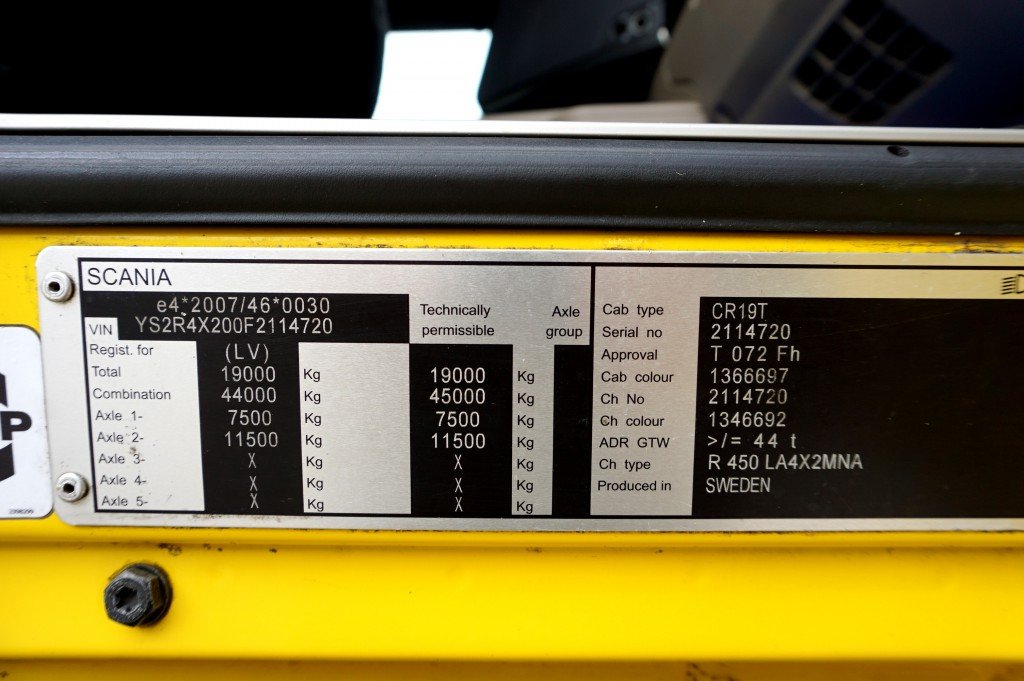 SCANIA
e4*2007/46*0030
VIN YS2R4X200F2114720
Technically permissible
Axle group
Regist. for (LV)
Total 19000 Kg 19000 Kg
Combination 44000 Kg 45000 Kg
Axle 1- 7500 Kg 7500 Kg
Axle 2- 11500 Kg 11500 Kg
Axle 3- X Kg X Kg
Axle 4- X Kg X Kg
Axle 5- X Kg X Kg
Cab type CR19T
Serial no 2114720
Approval T 072 Fh
Cab colour 1366697
Ch No 2114720
Ch colour 1346692
ADR GTW >/= 44 t
Ch type R 450 LA4X2MNA
Produced in SWEDEN
P